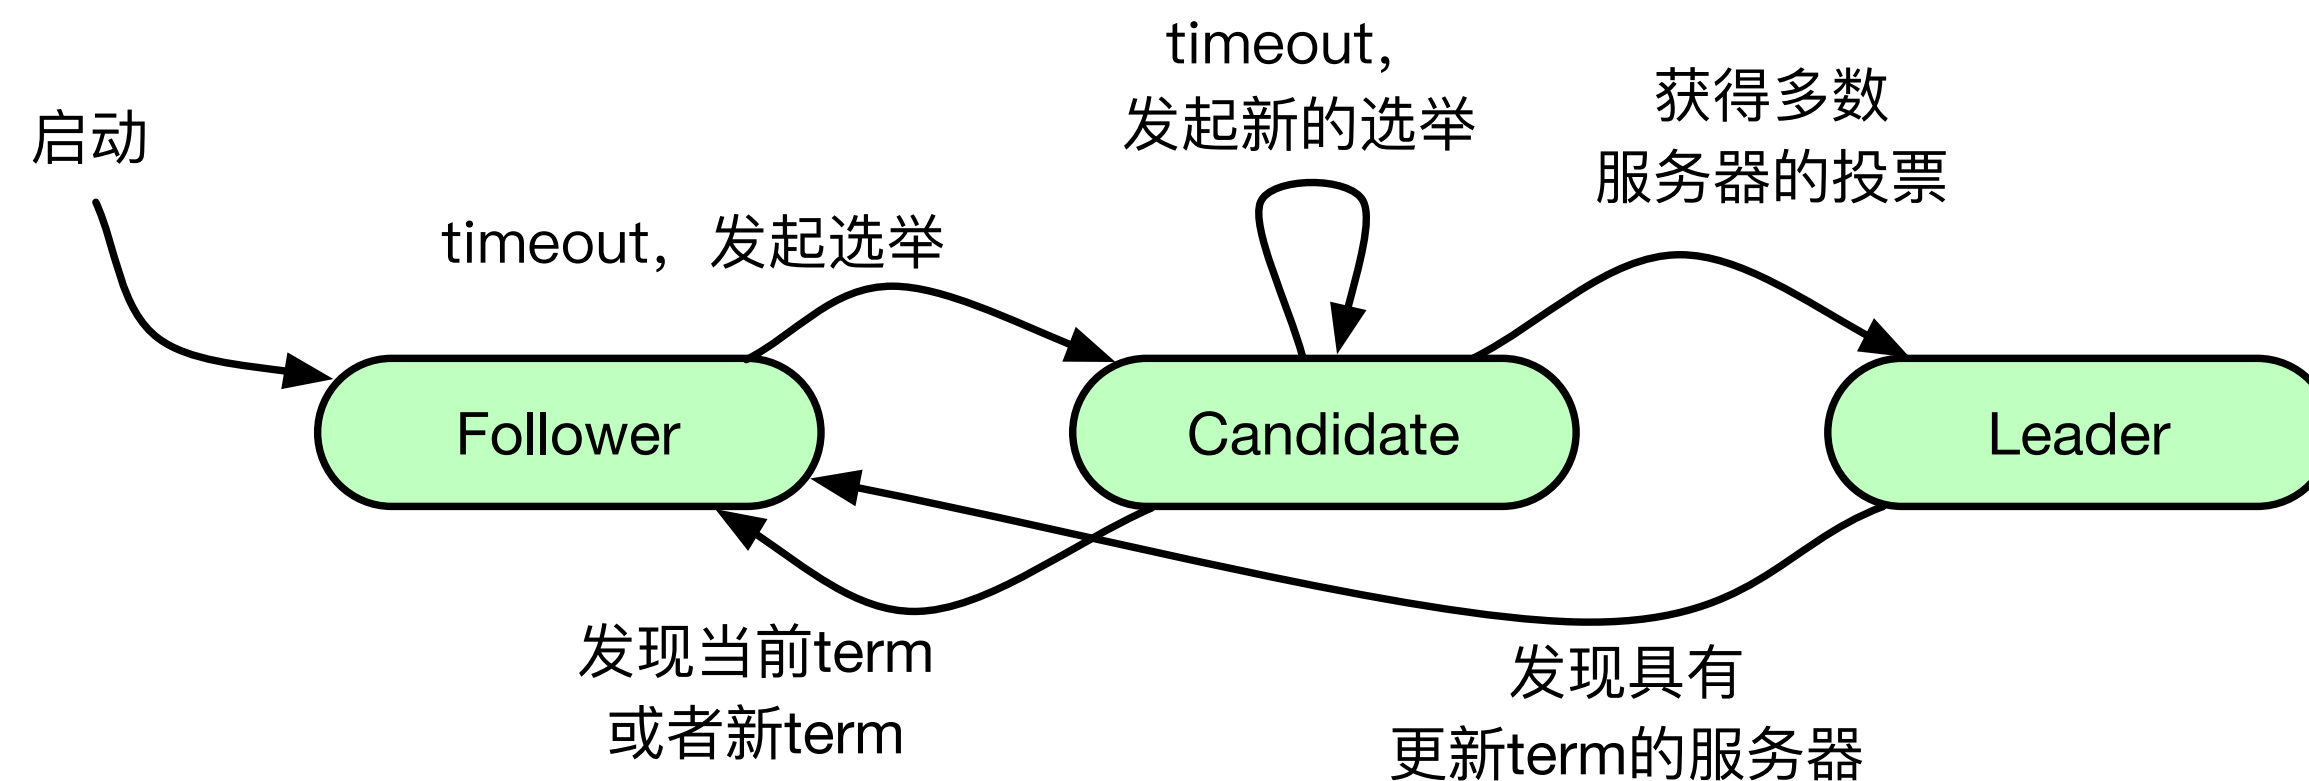 timeout，
发起新的选举
获得多数
服务器的投票
启动
timeout，发起选举
Follower
Candidate
Leader
发现当前term
或者新term
发现具有
更新term的服务器